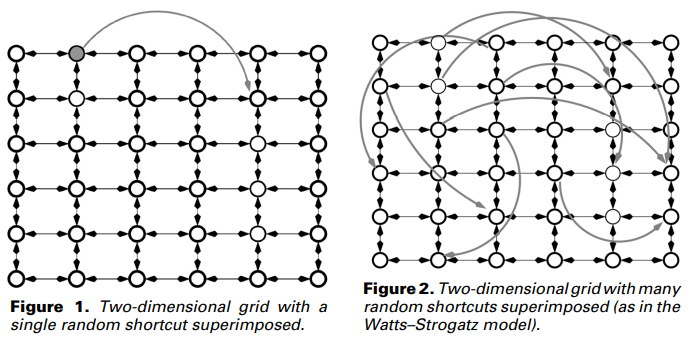 Figure 1. Two-dimensional grid with a
single random shortcut superimposed.
Figure 2. Two-dimensional grid with many
random shortcuts superimposed (as in the
Watts–Strogatz model).